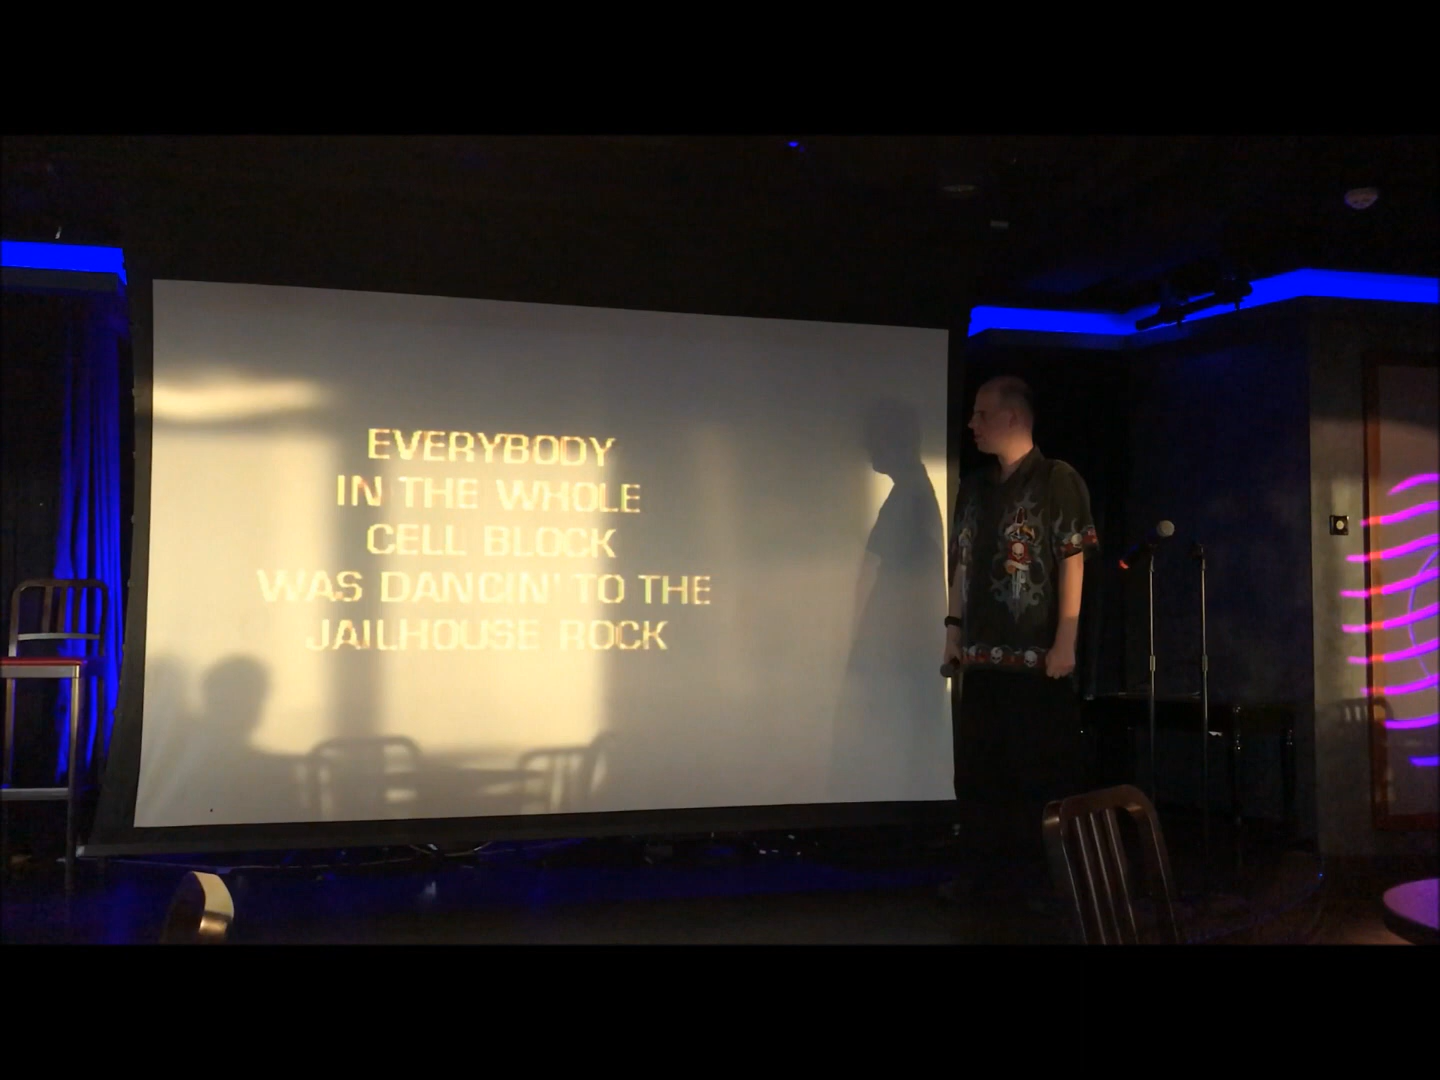 EVERYBODY
IN THE WHOLE
CELL BLOCK
WAS DANCIN' TO THE
JAILHOUSE ROCK